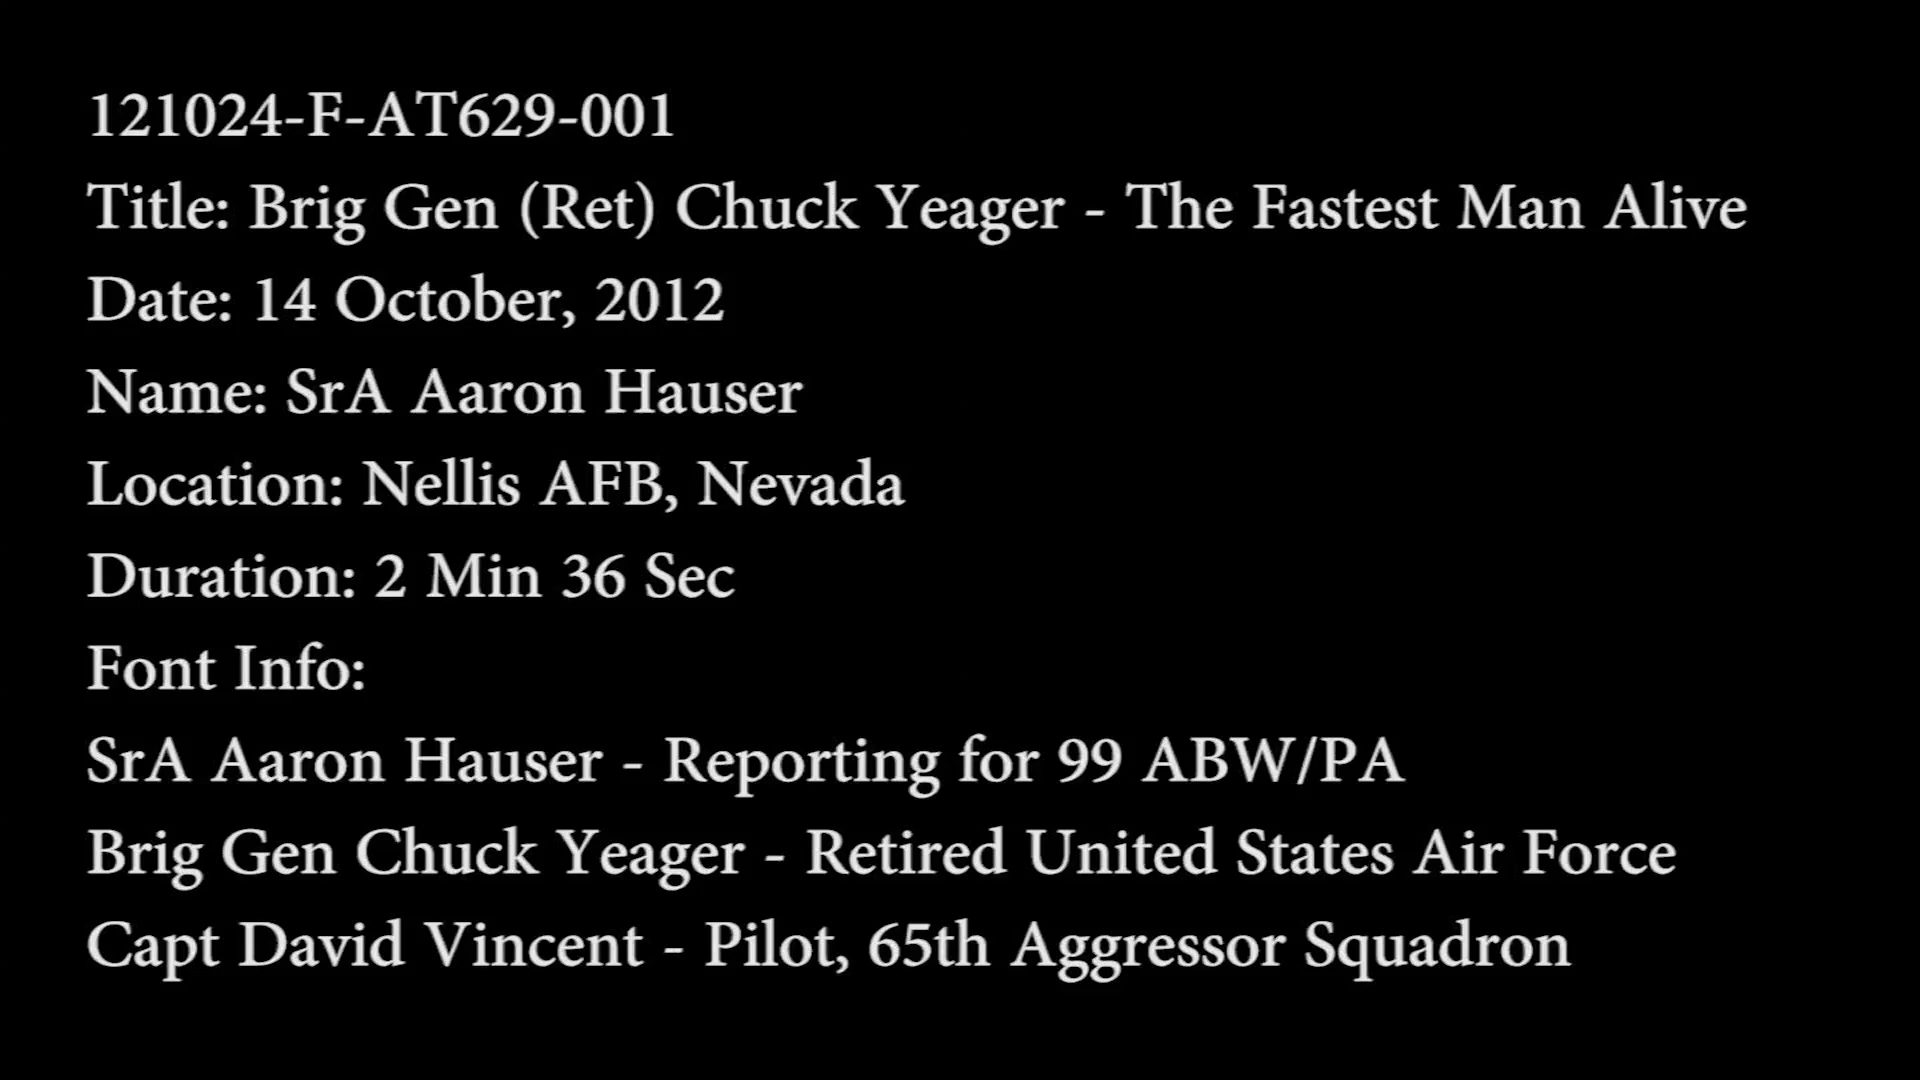 121024-F-AT629-001
Title: Brig Gen (Ret) Chuck Yeager - The Fastest Man Alive
Date: 14 October, 2012
Name: SrA Aaron Hauser
Location: Nellis AFB, Nevada
Duration: 2 Min 36 Sec
Font Info:
SrA Aaron Hauser - Reporting for 99 ABW/PA
Brig Gen Chuck Yeager - Retired United States Air Force
Capt David Vincent - Pilot, 65th Aggressor Squadron